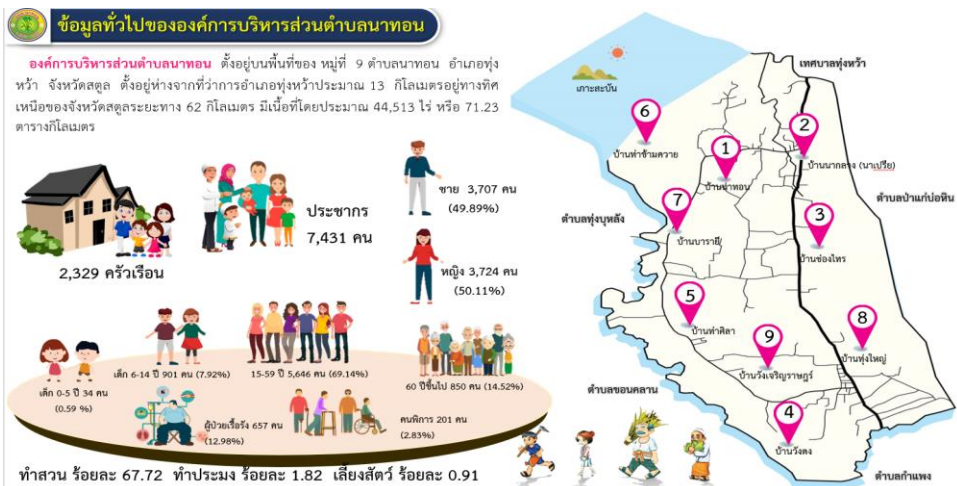 ข้อมูลทั่วไปขององค์การบริหารส่วนตำบลนาทอน
องค์การบริหารส่วนตำบลนาทอน ตั้งอยู่บนพื้นที่ของ หมู่ที่ 9 ตำบลนาทอน อำเภอทุ่ง
หว้า จังหวัดสตูล ตั้งอยู่ห่างจากที่ว่าการอำเภอทุ่งหว้าประมาณ 13 กิโลเมตรอยู่ทางทิศ
เหนือของจังหวัดสตูลระยะทาง 62 กิโลเมตร มีเนื้อที่โดยประมาณ 44,513 ไร่ หรือ 71.23
ตารางกิโลเมตร
2,329 ครัวเรือน
ประชากร
7,431 คน
ชาย 3,707 คน
(49.89%)
หญิง 3,724 คน
(50.11%)
เด็ก 0-5 ปี 34 คน
(0.59 %)
เด็ก 6-14 ปี 901 คน (7.92%)
15-59 ปี 5,646 คน (69.14%)
60 ปีขึ้นไป 850 คน (14.52%)
ผู้ป่วยเรื้อรัง 657 คน
(12.98%)
คนพิการ 201 คน
(2.83%)
ทำสวน ร้อยละ 67.72 ทำประมง ร้อยละ 1.82 เลี้ยงสัตว์ ร้อยละ 0.91
เกาะสะบัน
เทศบาลทุ่งหว้า
6
บ้านท่าข้ามควาย
1
บ้านนาทอน
2
บ้านนากลาง (นาเปรีย)
ตำบลป่าแก่บ่อหิน
7
บ้านบารายี
ตำบลทุ่งบุหลัง
3
บ้านช่องไทร
5
บ้านท่าศิลา
8
บ้านทุ่งใหญ่
9
บ้านวังเจริญราษฎร์
ตำบลขอนคลาน
4
บ้านวังตง
ตำบลกำแพง